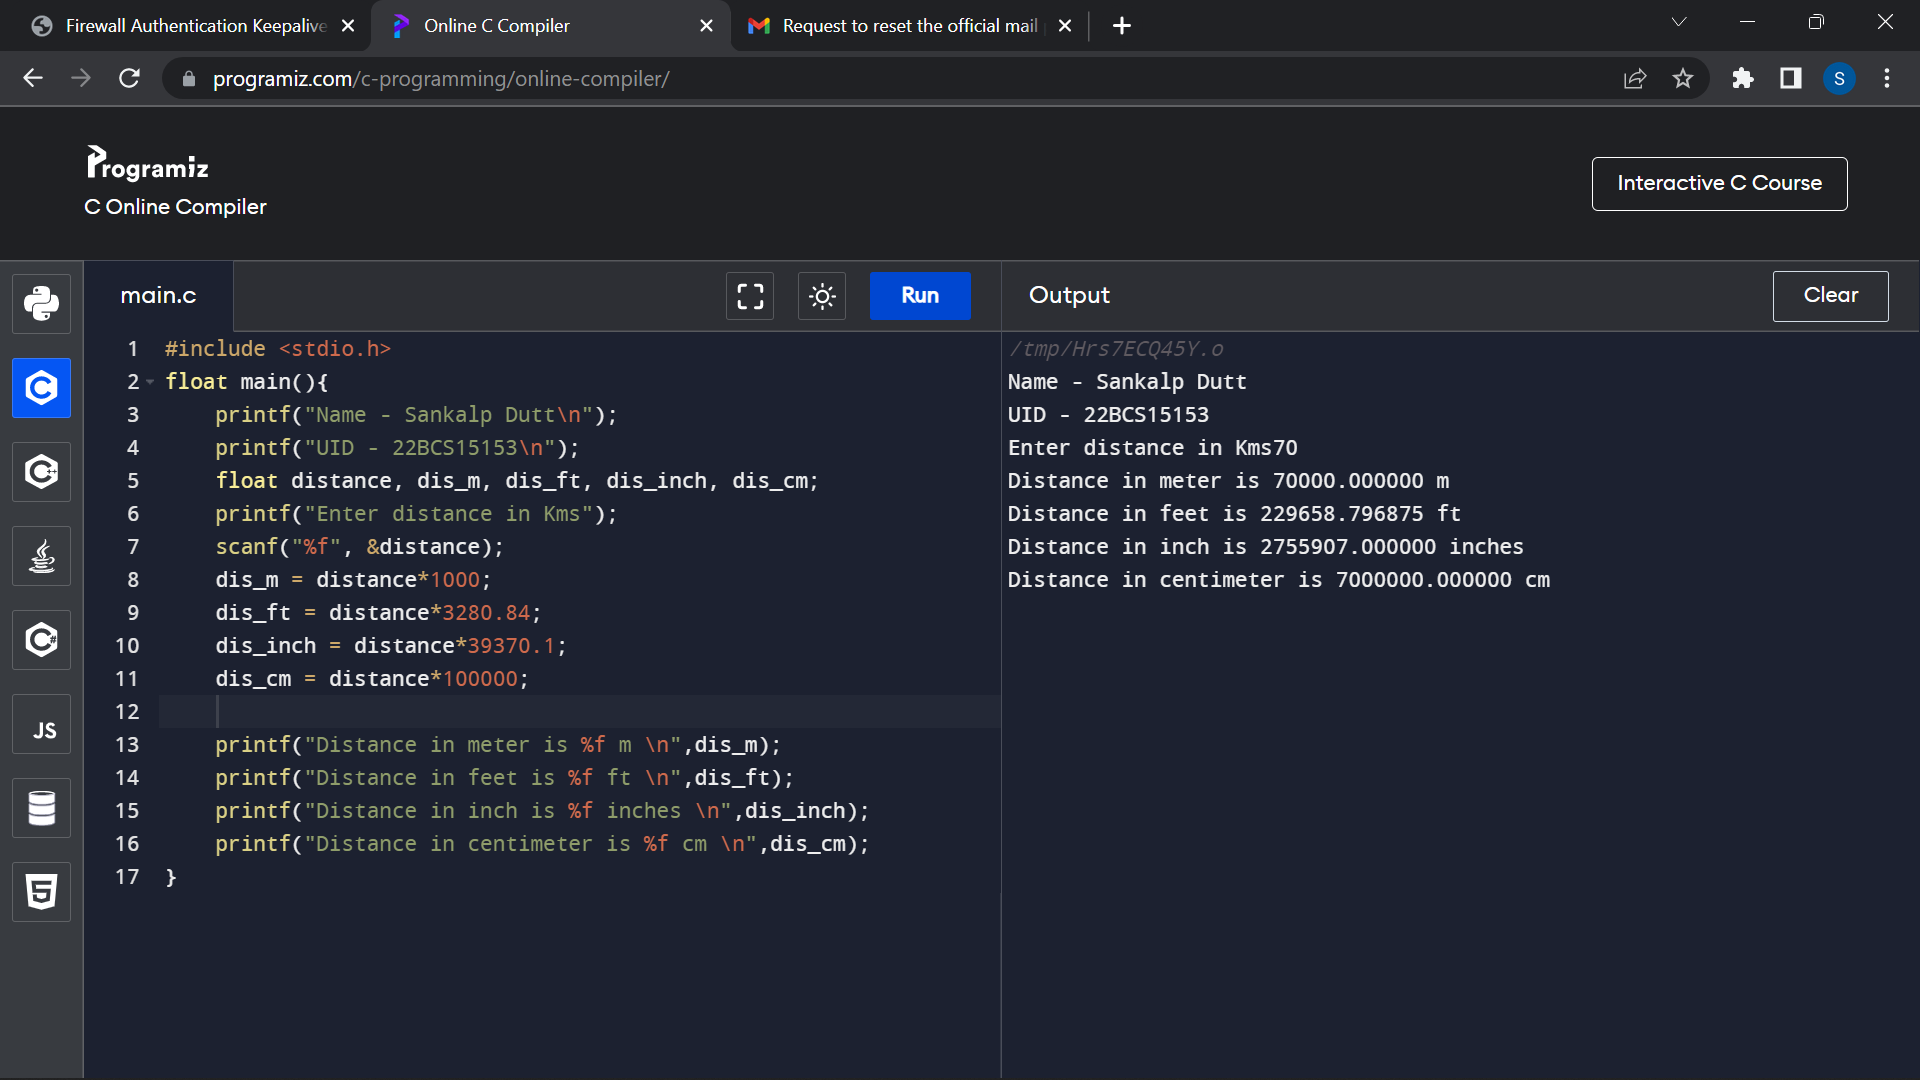 Firewall Authentication Keepalive
Online C Compiler
Request to reset the official mail
programiz.com/c-programming/online-compiler/
S
Programiz
C Online Compiler
Interactive C Course
main.c
Run
Output
Clear
JS
1 #include <stdio.h>
2 float main(){
3 printf("Name - Sankalp Dutt\n");
4 printf("UID - 22BCS15153\n");
5 float distance, dis_m, dis_ft, dis_inch, dis_cm;
6 printf("Enter distance in Kms");
7 scanf("%f", &distance);
8 dis_m = distance*1000;
9 dis_ft = distance*3280.84;
10 dis_inch = distance*39370.1;
11 dis_cm = distance*100000;
12
13 printf("Distance in meter is %f m \n",dis_m);
14 printf("Distance in feet is %f ft \n",dis_ft);
15 printf("Distance in inch is %f inches \n",dis_inch);
16 printf("Distance in centimeter is %f cm \n",dis_cm);
17 }
/tmp/Hrs7ECQ45Y.o
Name - Sankalp Dutt
UID - 22BCS15153
Enter distance in Kms70
Distance in meter is 70000.000000 m
Distance in feet is 229658.796875 ft
Distance in inch is 2755907.000000 inches
Distance in centimeter is 7000000.000000 cm